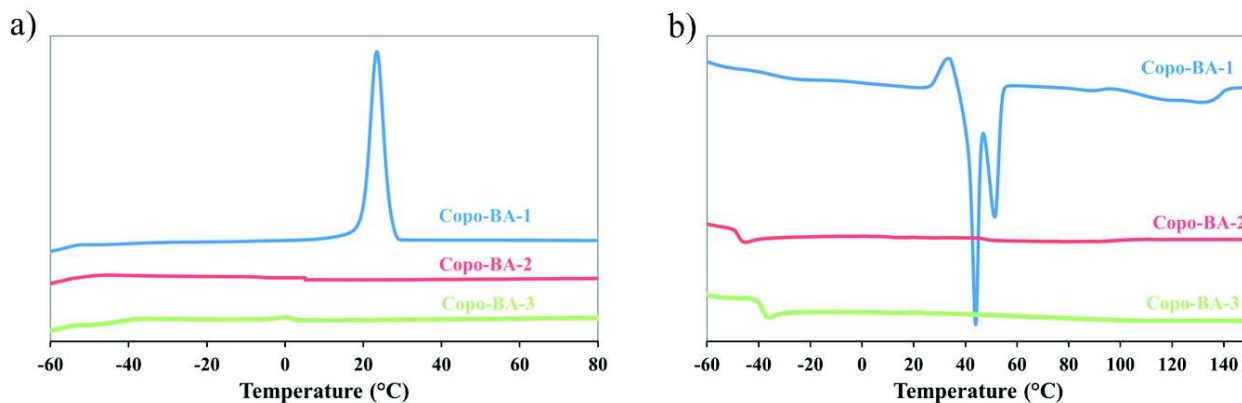 a)
Copo-BA-1
Copo-BA-2
Copo-BA-3
-60 -40 -20 0 20 40 60 80
Temperature (°C)
b)
Copo-BA-1
Copo-BA-2
Copo-BA-3
-60 -40 -20 0 20 40 60 80 100 120 140
Temperature (°C)